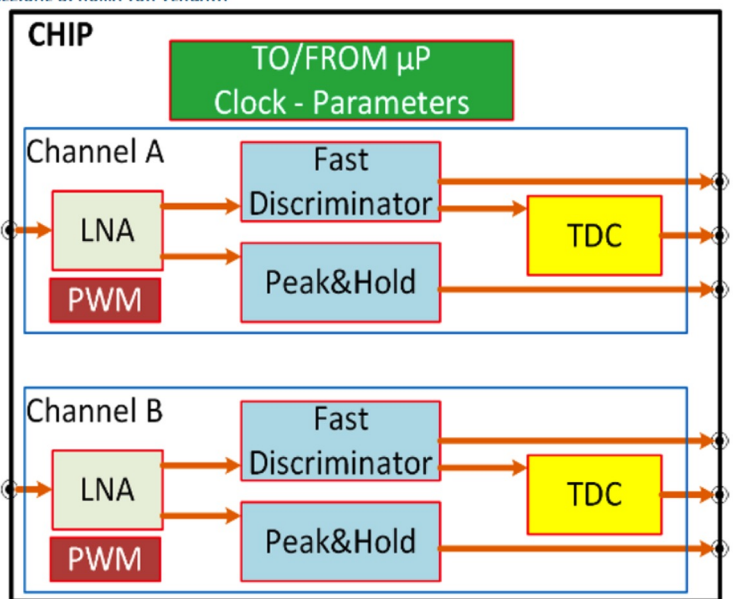 CHIP
TO/FROM µP
Clock - Parameters
Channel A
LNA
PWM
Fast
Discriminator
Peak&Hold
TDC
Channel B
LNA
PWM
Fast
Discriminator
Peak&Hold
TDC